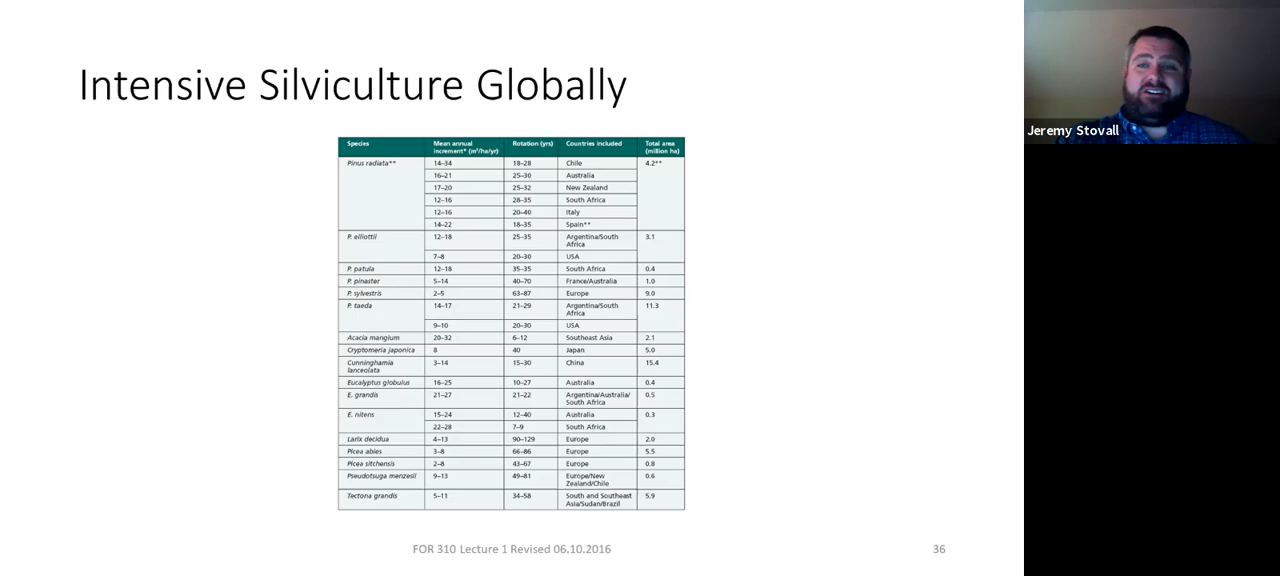 Intensive Silviculture Globally
Species Mean annual increment* (m³/ha/yr) Rotation (yrs) Countries included Total area (million ha)
Pinus radiata** 14–34 18–28 Chile 4.2**
16–21 25–30 Australia
17–20 25–32 New Zealand
12–16 28–35 South Africa
12–16 20–40 Italy
14–22 18–35 Spain**
P. elliottii 12–18 25–35 Argentina/South Africa 3.1
7–8 20–30 USA
P. patula 12–18 35–35 South Africa 0.4
P. pinaster 5–14 40–70 France/Australia 1.0
P. sylvestris 2–5 63–87 Europe 9.0
P. taeda 14–17 21–29 Argentina/South Africa 11.3
9–10 20–30 USA
Acacia mangium 20–32 6–12 Southeast Asia 2.1
Cryptomeria japonica 8 40 Japan 5.0
Cunninghamia lanceolata 3–14 15–30 China 15.4
Eucalyptus globulus 16–25 10–27 Australia 0.4
E. grandis 21–27 21–22 Argentina/Australia/South Africa 0.5
E. nitens 15–24 12–40 Australia 0.3
22–28 7–9 South Africa
Larix decidua 4–13 90–129 Europe 2.0
Picea abies 3–8 66–86 Europe 5.5
Picea sitchensis 2–8 43–67 Europe 0.8
Pseudotsuga menzesii 9–13 49–81 Europe/New Zealand/Chile 0.6
Tectona grandis 5–11 34–58 South and Southeast Asia/Sudan/Brazil 5.9
FOR 310 Lecture 1 Revised 06.10.2016
36
Jeremy Stovall